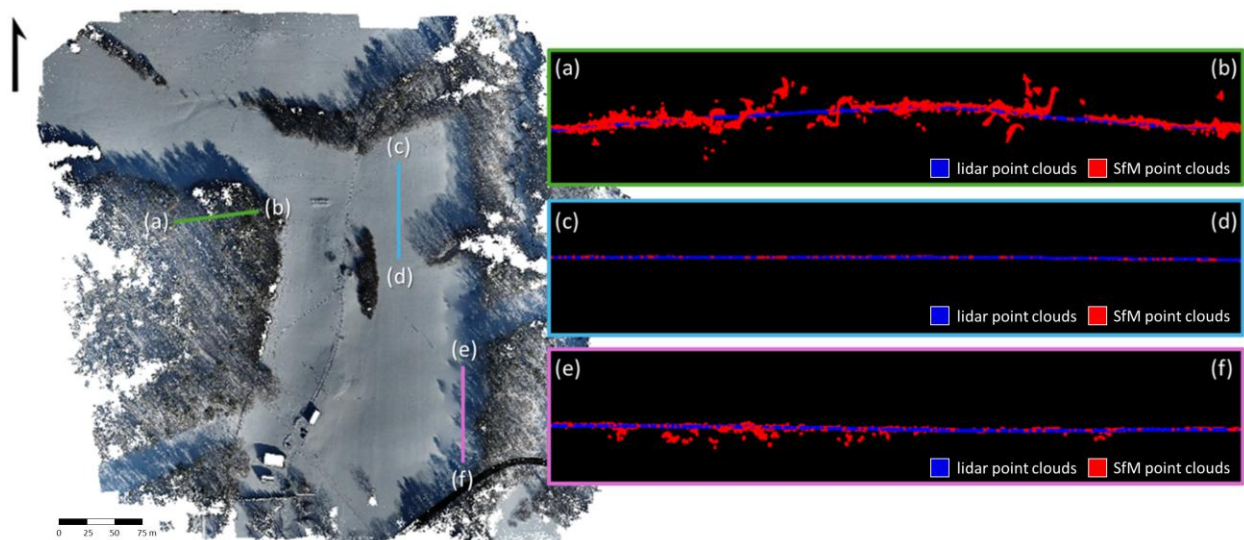 (a) (b)
lidar point clouds SfM point clouds
(c) (d)
lidar point clouds SfM point clouds
(e) (f)
lidar point clouds SfM point clouds
(c)
(a) (b)
(d)
(e)
(f)
0 25 50 75 m